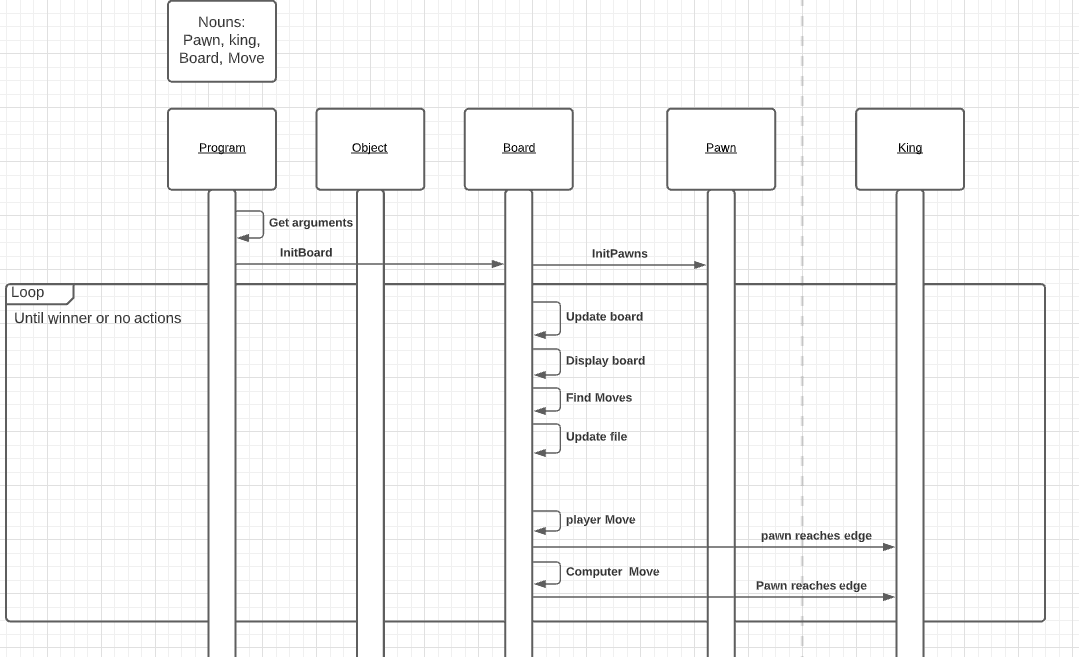 Nouns:
Pawn, king,
Board, Move
Program
Object
Board
Pawn
King
Get arguments
InitBoard
InitPawns
Loop
Until winner or no actions
Update board
Display board
Find Moves
Update file
player Move
pawn reaches edge
Computer  Move
Pawn reaches edge